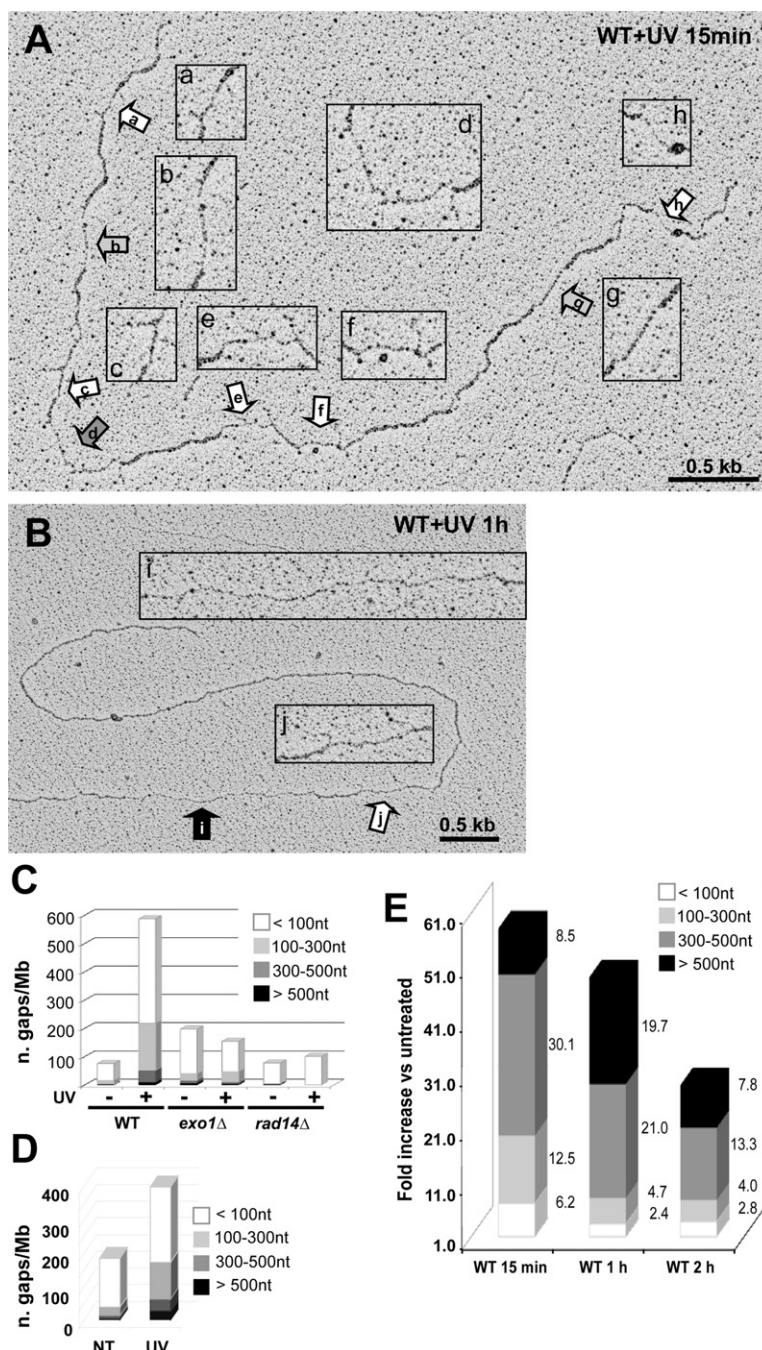 A
WT+UV 15min
a
h
d
a
b
h
b
g
c
e
f
g
c
e
f
d
0.5 kb
B
WT+UV 1h
i
j
i
j
0.5 kb
C
n. gaps/Mb
600
500
400
300
200
100
< 100nt
100-300nt
300-500nt
> 500nt
UV - + - + - +
WT exo1Δ rad14Δ
D
n. gaps/Mb
400
300
200
100
0
< 100nt
100-300nt
300-500nt
> 500nt
NT UV
E
Fold increase vs untreated
61.0
51.0
41.0
31.0
21.0
11.0
1.0
< 100nt
100-300nt
300-500nt
> 500nt
8.5
30.1
12.5
6.2
19.7
21.0
4.7
2.4
7.8
13.3
4.0
2.8
WT 15 min WT 1 h WT 2 h